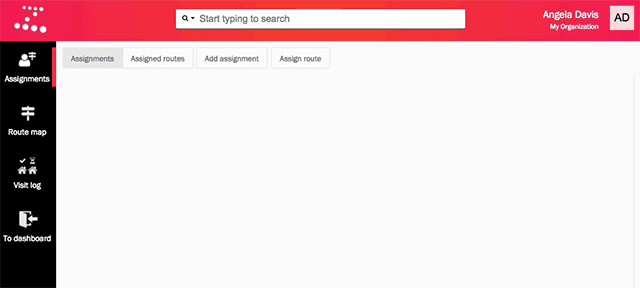 Start typing to search
Angela Davis
My Organization
AD
Assignments
Assigned routes
Add assignment
Assign route
Assignments
Route map
Visit log
To dashboard